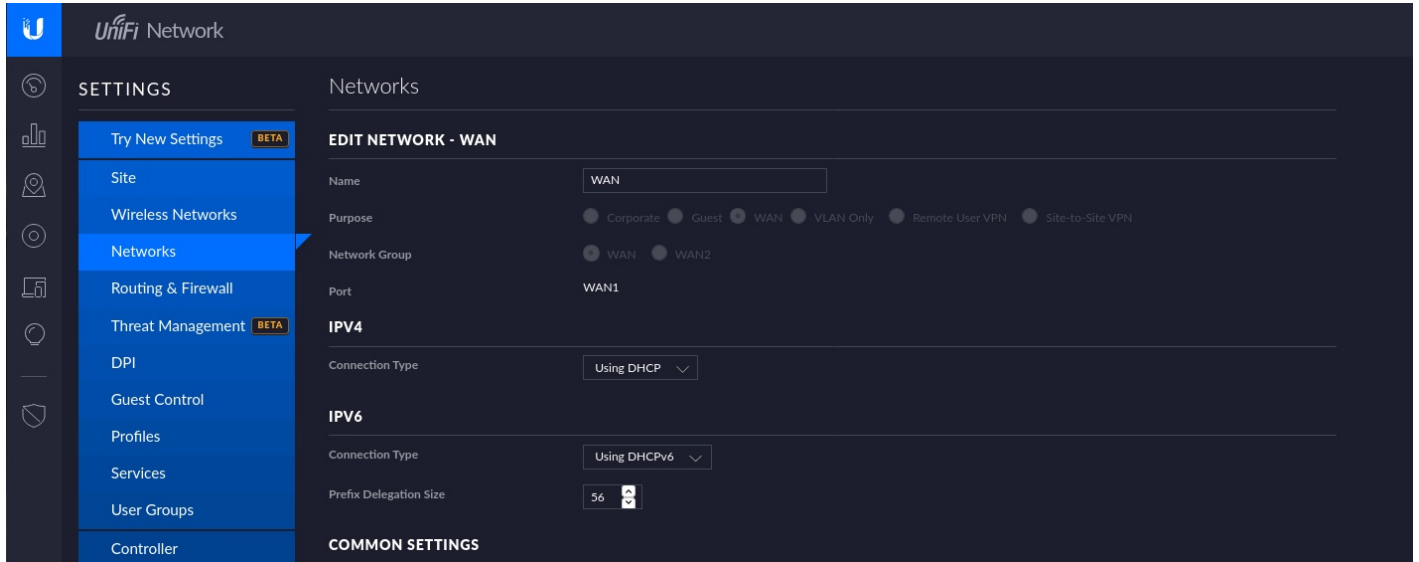 UniFi Network
SETTINGS
Try New Settings BETA
Site
Wireless Networks
Networks
Routing & Firewall
Threat Management BETA
DPI
Guest Control
Profiles
Services
User Groups
Controller
Networks
EDIT NETWORK - WAN
Name WAN
Purpose Corporate Guest WAN VLAN Only Remote User VPN Site-to-Site VPN
Network Group WAN WAN2
Port WAN1
IPV4
Connection Type Using DHCP
IPV6
Connection Type Using DHCPv6
Prefix Delegation Size 56
COMMON SETTINGS